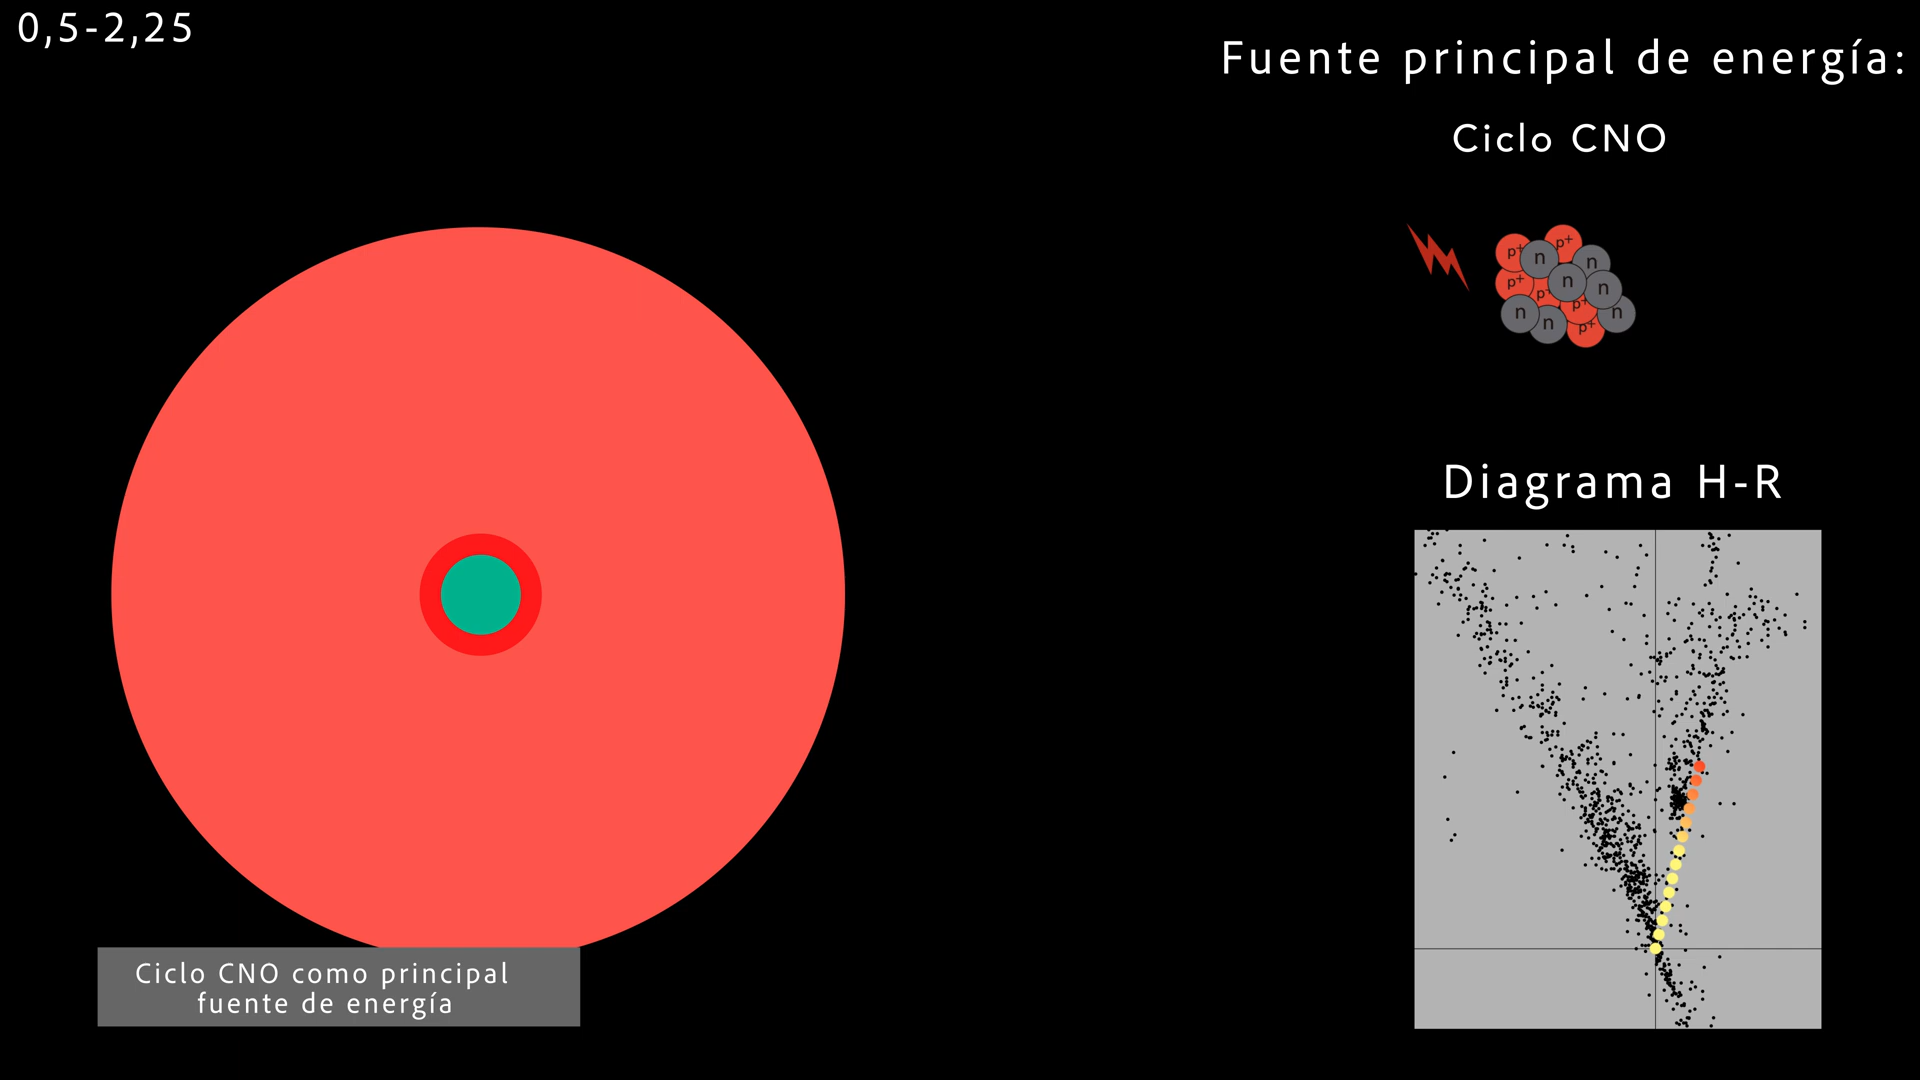 0,5-2,25
Fuente principal de energía:
Ciclo CNO
p+ p+
n n
p+ n n
p+ p+
n n n
p+
Diagrama H-R
Ciclo CNO como principal
fuente de energía